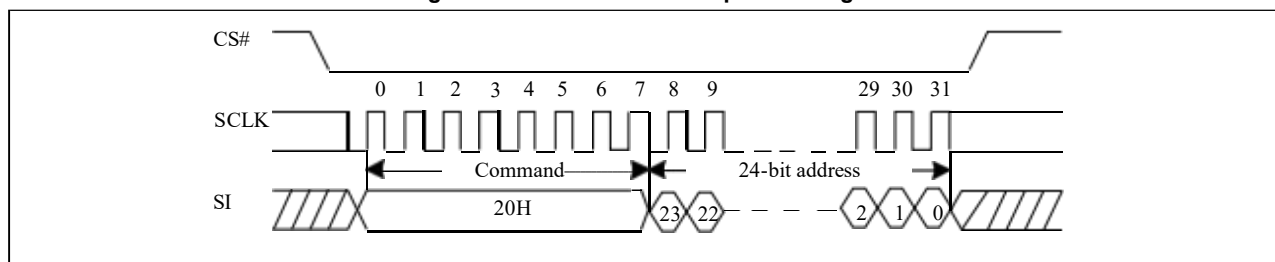 CS#
0 1 2 3 4 5 6 7 8 9 29 30 31
SCLK
Command 24-bit address
SI 20H 23 22 2 1 0